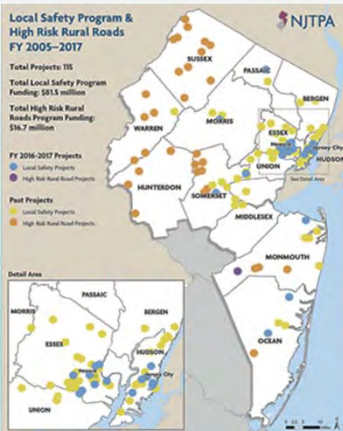 Local Safety Program &
High Risk Rural Roads
FY 2005–2017
NJTPA
Total Projects: 115
Total Local Safety Program
Funding: $81.5 million
Total High Risk Rural
Roads Program Funding:
$16.7 million
FY 2016-2017 Projects
Local Safety Projects
High Risk Rural Road Projects
Past Projects
Local Safety Projects
High Risk Rural Road Projects
SUSSEX
PASSAIC
BERGEN
WARREN
MORRIS
ESSEX
Newark
Jersey City
HUDSON
UNION
See Detail Area
HUNTERDON
SOMERSET
MIDDLESEX
MONMOUTH
OCEAN
Detail Area
PASSAIC
MORRIS
BERGEN
ESSEX
HUDSON
Newark
Jersey City
UNION